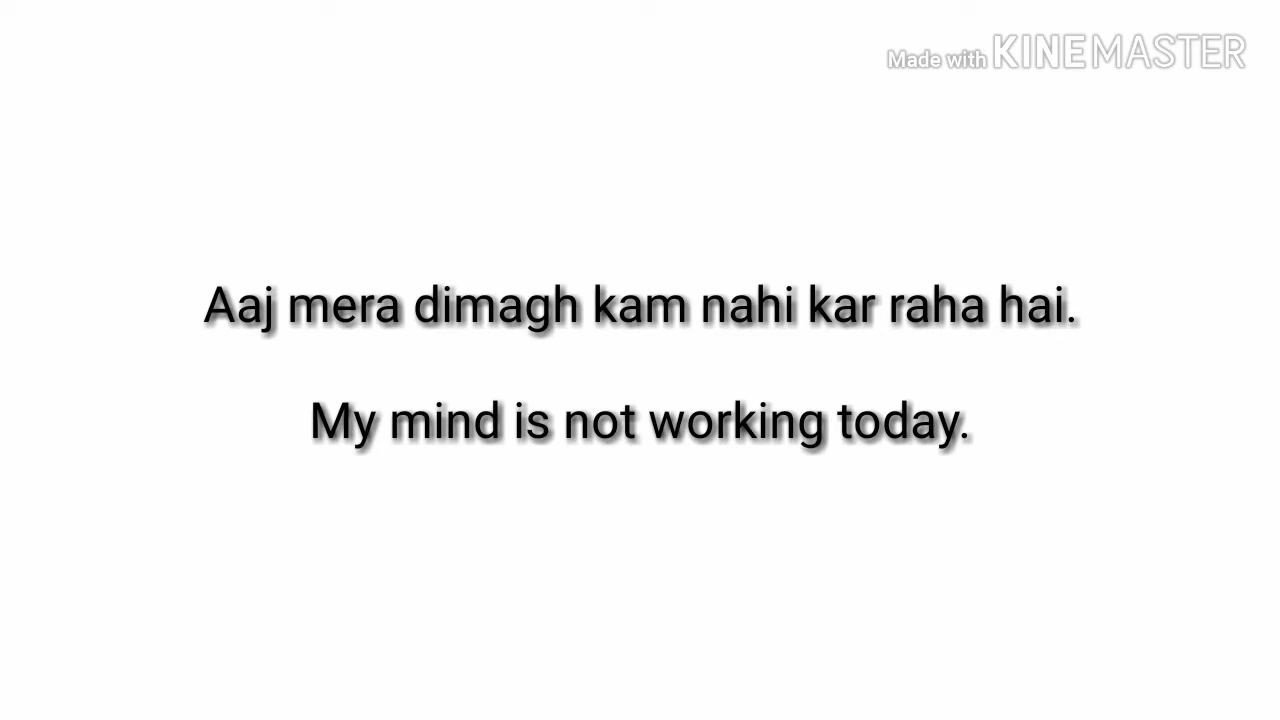 Made with KINEMASTER
Aaj mera dimagh kam nahi kar raha hai.
My mind is not working today.